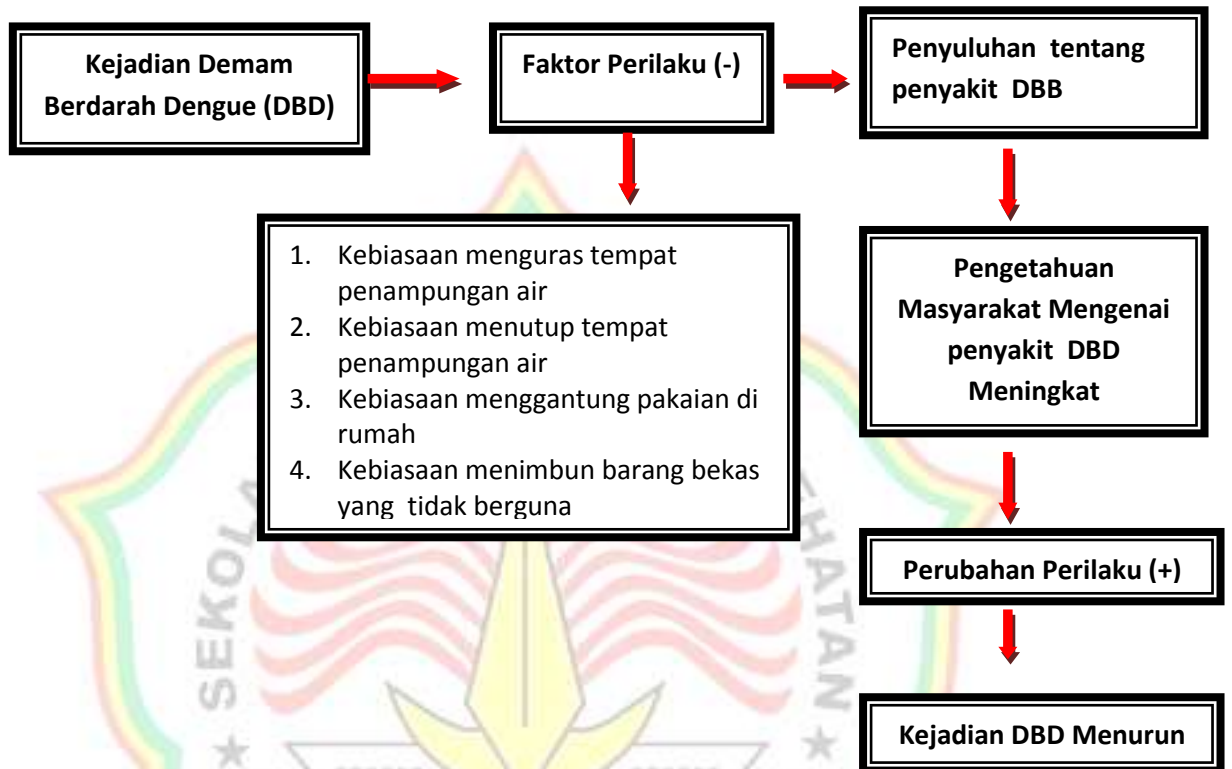 Kejadian Demam
Berdarah Dengue (DBD)
Faktor Perilaku (-)
Penyuluhan tentang
penyakit DBB
1. Kebiasaan menguras tempat
penampungan air
2. Kebiasaan menutup tempat
penampungan air
3. Kebiasaan menggantung pakaian di
rumah
4. Kebiasaan menimbun barang bekas
yang tidak berguna
Pengetahuan
Masyarakat Mengenai
penyakit DBD
Meningkat
Perubahan Perilaku (+)
Kejadian DBD Menurun
SEKOL
HATAN